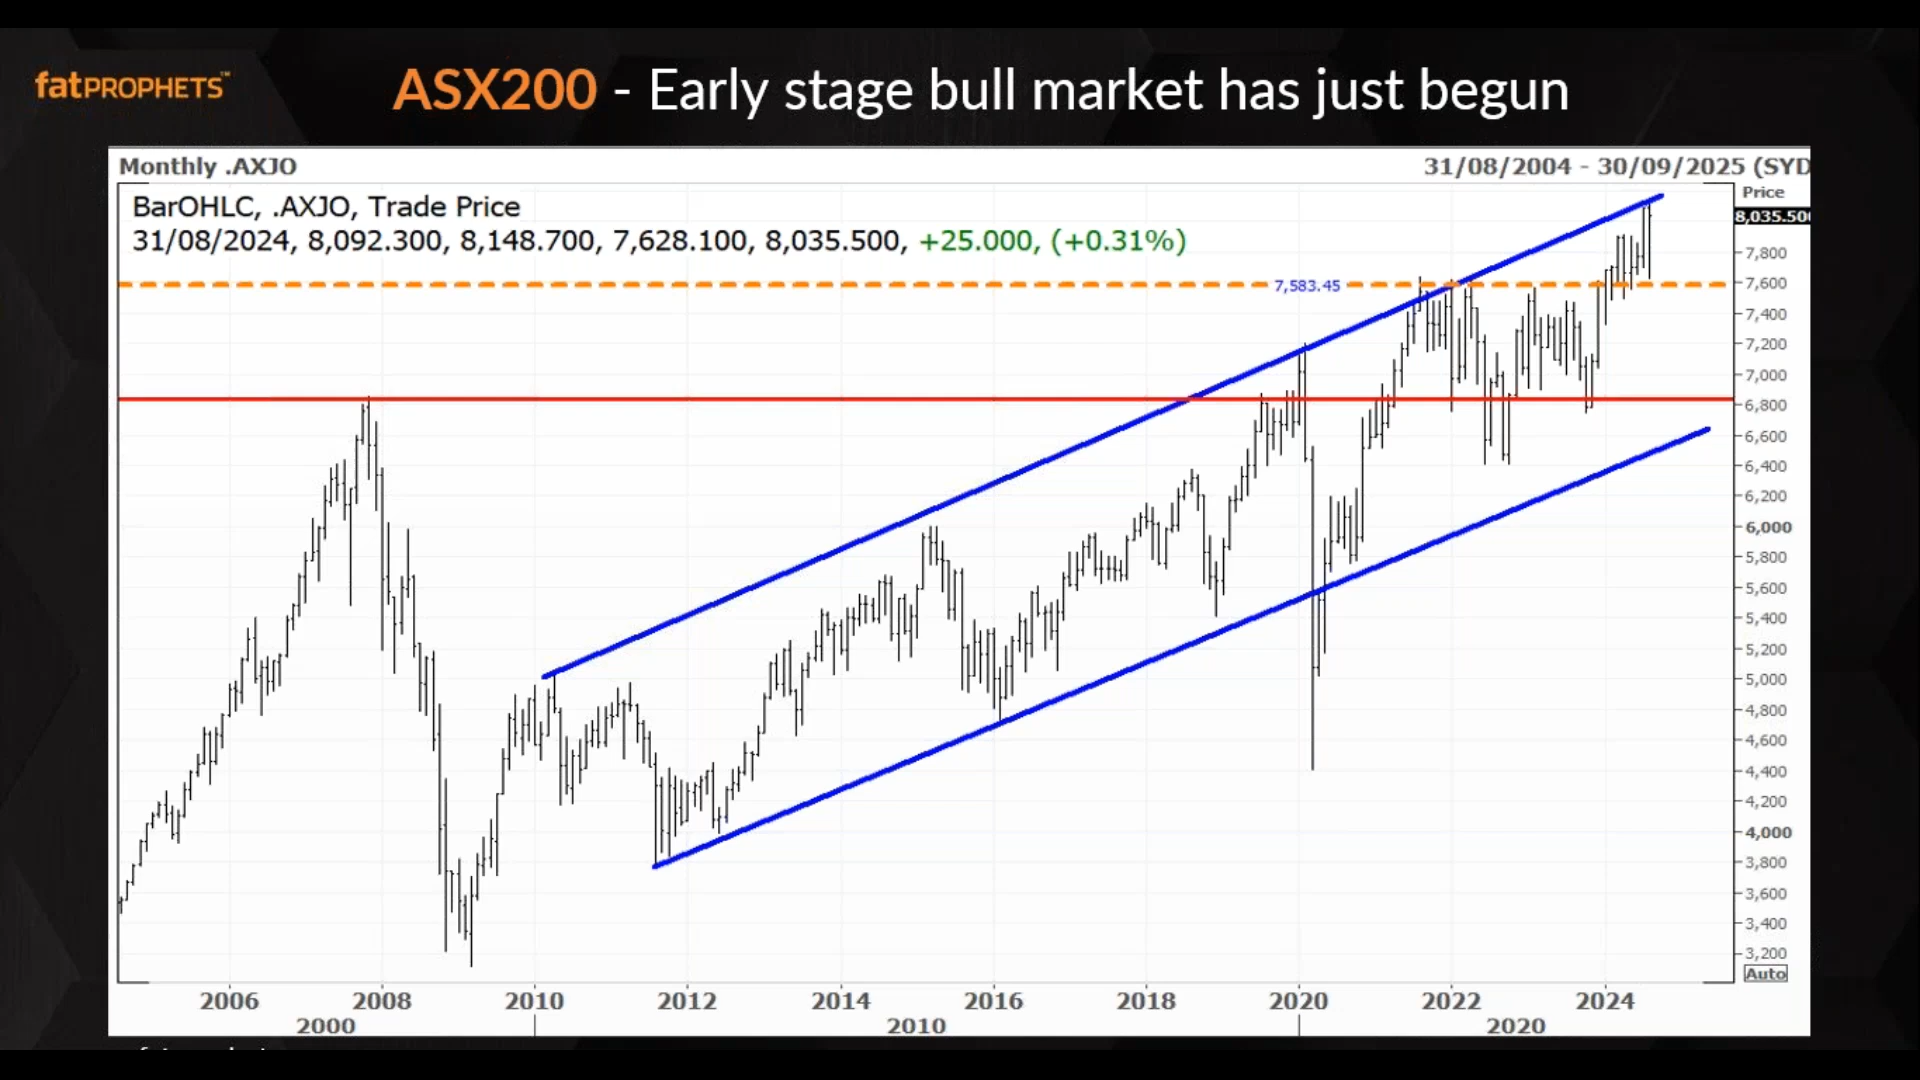 fatPROPHETS™
ASX200 - Early stage bull market has just begun
Monthly .AXJO
31/08/2004 - 30/09/2025 (SYD
BarOHLC, .AXJO, Trade Price
31/08/2024, 8,092.300, 8,148.700, 7,628.100, 8,035.500, +25.000, (+0.31%)
Price
8,035.500
7,800
7,583.45
7,600
7,400
7,200
7,000
6,800
6,600
6,400
6,200
6,000
5,800
5,600
5,400
5,200
5,000
4,800
4,600
4,400
4,200
4,000
3,800
3,600
3,400
3,200
Auto
2006 2008 2010 2012 2014 2016 2018 2020 2022 2024
2000 2010 2020